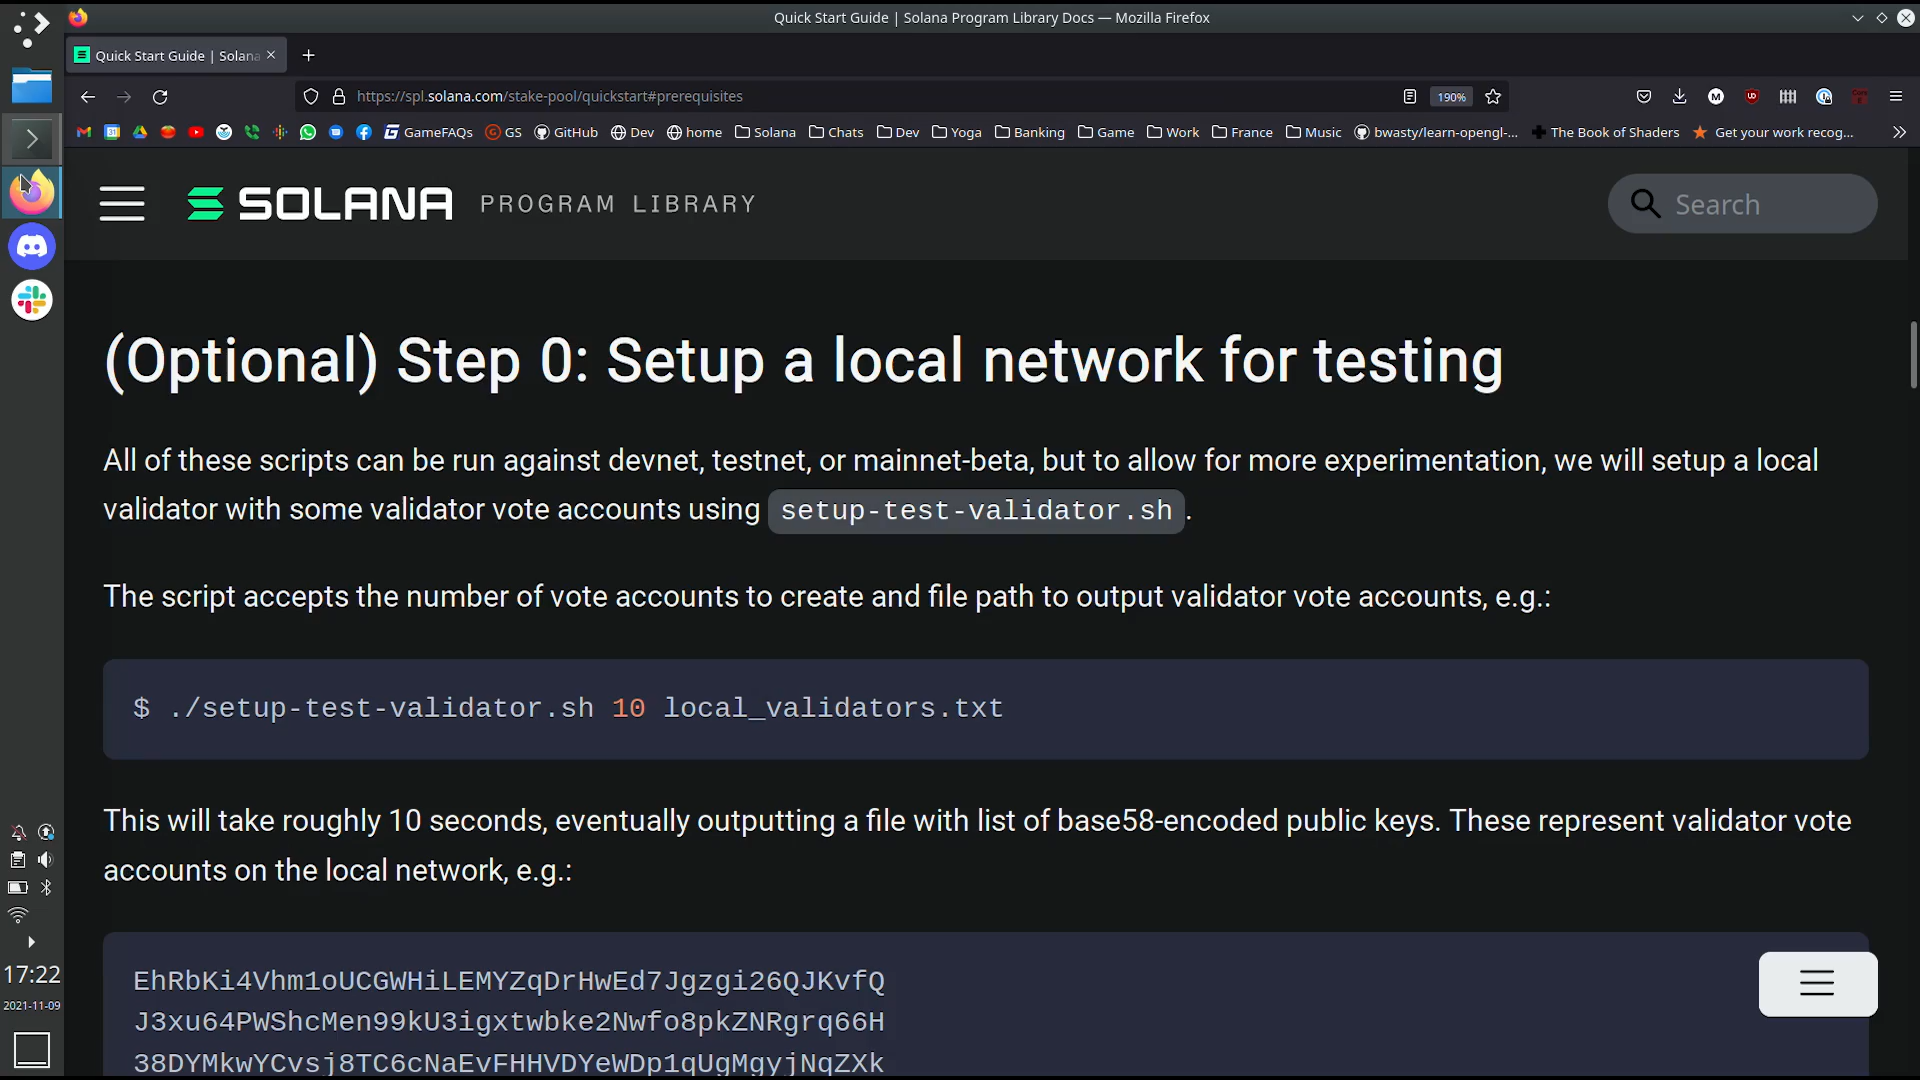 Quick Start Guide | Solana Program Library Docs — Mozilla Firefox
Quick Start Guide | Solana
https://spl.solana.com/stake-pool/quickstart#prerequisites
190%
GameFAQs
GS
GitHub
Dev
home
Solana
Chats
Dev
Yoga
Banking
Game
Work
France
Music
bwasty/learn-opengl-...
The Book of Shaders
Get your work recog...
SOLANA PROGRAM LIBRARY
Search
(Optional) Step 0: Setup a local network for testing
All of these scripts can be run against devnet, testnet, or mainnet-beta, but to allow for more experimentation, we will setup a local
validator with some validator vote accounts using setup-test-validator.sh .
The script accepts the number of vote accounts to create and file path to output validator vote accounts, e.g.:
$ ./setup-test-validator.sh 10 local_validators.txt
This will take roughly 10 seconds, eventually outputting a file with list of base58-encoded public keys. These represent validator vote
accounts on the local network, e.g.:
EhRbKi4Vhm1oUCGWHiLEMYZqDrHwEd7Jgzgi26QJKvfQ
J3xu64PWShcMen99kU3igxtwbke2Nwfo8pkZNRgrq66H
38DYMkwYCvsj8TC6cNaEvFHHVDYeWDp1qUgMgyjNqZXk
17:22
2021-11-09